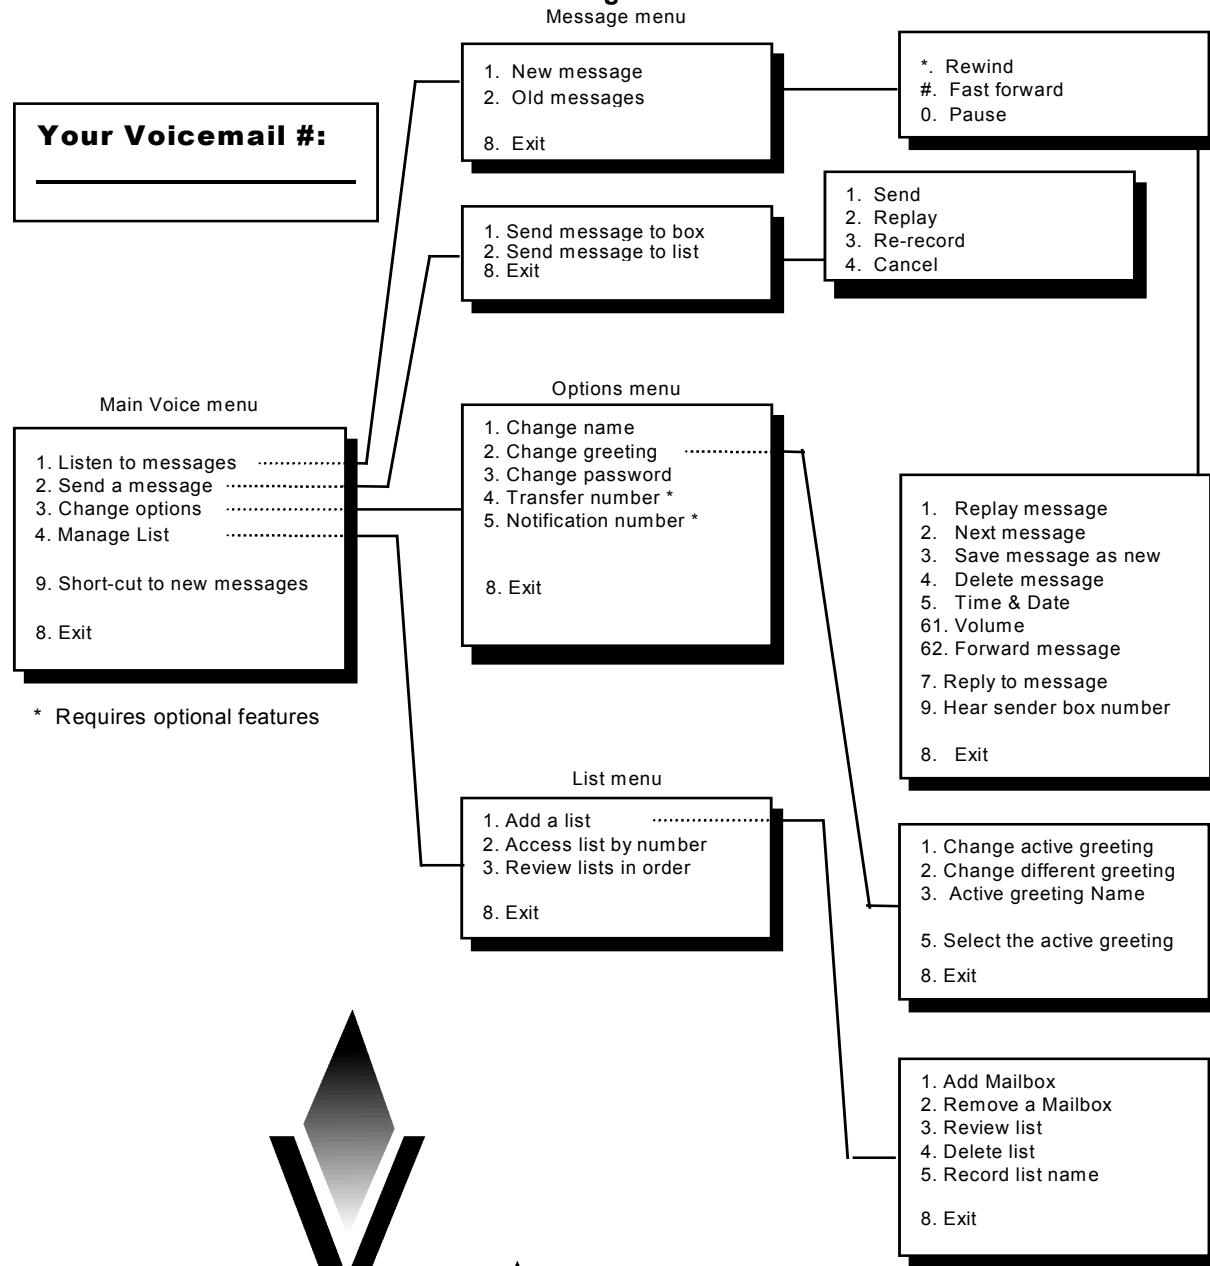 Message menu
1. New message
2. Old messages
8. Exit
*. Rewind
#. Fast forward
0. Pause
Your Voicemail #:
1. Send message to box
2. Send message to list
8. Exit
1. Send
2. Replay
3. Re-record
4. Cancel
Main Voice menu
1. Listen to messages
2. Send a message
3. Change options
4. Manage List
9. Short-cut to new messages
8. Exit
* Requires optional features
Options menu
1. Change name
2. Change greeting
3. Change password
4. Transfer number *
5. Notification number *
8. Exit
1. Replay message
2. Next message
3. Save message as new
4. Delete message
5. Time & Date
61. Volume
62. Forward message
7. Reply to message
9. Hear sender box number
8. Exit
List menu
1. Add a list
2. Access list by number
3. Review lists in order
8. Exit
1. Change active greeting
2. Change different greeting
3. Active greeting Name
5. Select the active greeting
8. Exit
1. Add Mailbox
2. Remove a Mailbox
3. Review list
4. Delete list
5. Record list name
8. Exit